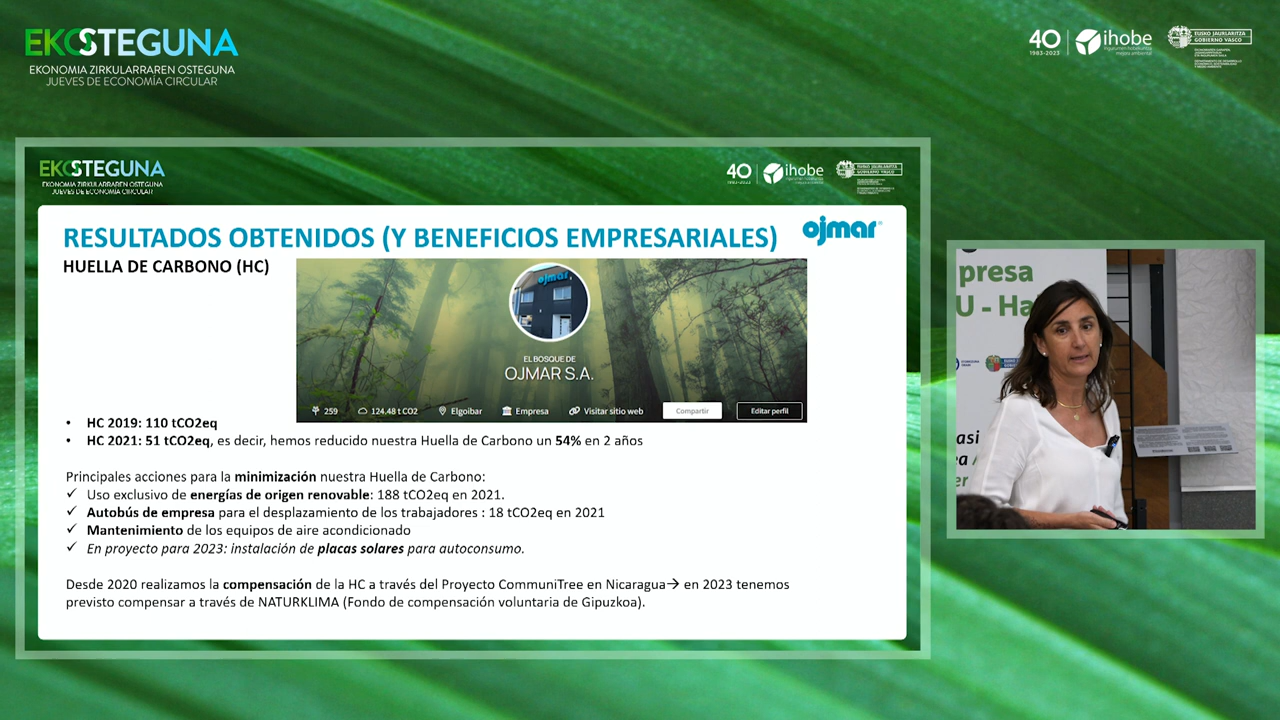 EKOSTEGUNA
EKONOMIA ZIRKULARRAREN OSTEGUNA
JUEVES DE ECONOMÍA CIRCULAR
40
1983-2023
ihobe
EUSKO JAURLARITZA
GOBIERNO VASCO
EKOSTEGUNA
EKONOMIA ZIRKULARRAREN OSTEGUNA
JUEVES DE ECONOMÍA CIRCULAR
40
1983-2023
ihobe
EUSKO JAURLARITZA
GOBIERNO VASCO
RESULTADOS OBTENIDOS (Y BENEFICIOS EMPRESARIALES)
ojmar
HUELLA DE CARBONO (HC)
ojmar
EL BOSQUE DE
OJMAR S.A.
259 124,48 t CO2 Elgoibar Empresa Visitar sitio web Compartir Editar perfil
• HC 2019: 110 tCO2eq
• HC 2021: 51 tCO2eq, es decir, hemos reducido nuestra Huella de Carbono un 54% en 2 años
Principales acciones para la minimización nuestra Huella de Carbono:
✓ Uso exclusivo de energías de origen renovable: 188 tCO2eq en 2021.
✓ Autobús de empresa para el desplazamiento de los trabajadores : 18 tCO2eq en 2021
✓ Mantenimiento de los equipos de aire acondicionado
✓ En proyecto para 2023: instalación de placas solares para autoconsumo.
Desde 2020 realizamos la compensación de la HC a través del Proyecto CommuniTree en Nicaragua→ en 2023 tenemos
previsto compensar a través de NATURKLIMA (Fondo de compensación voluntaria de Gipuzkoa).
presa
U - Ha
asi
ea
er